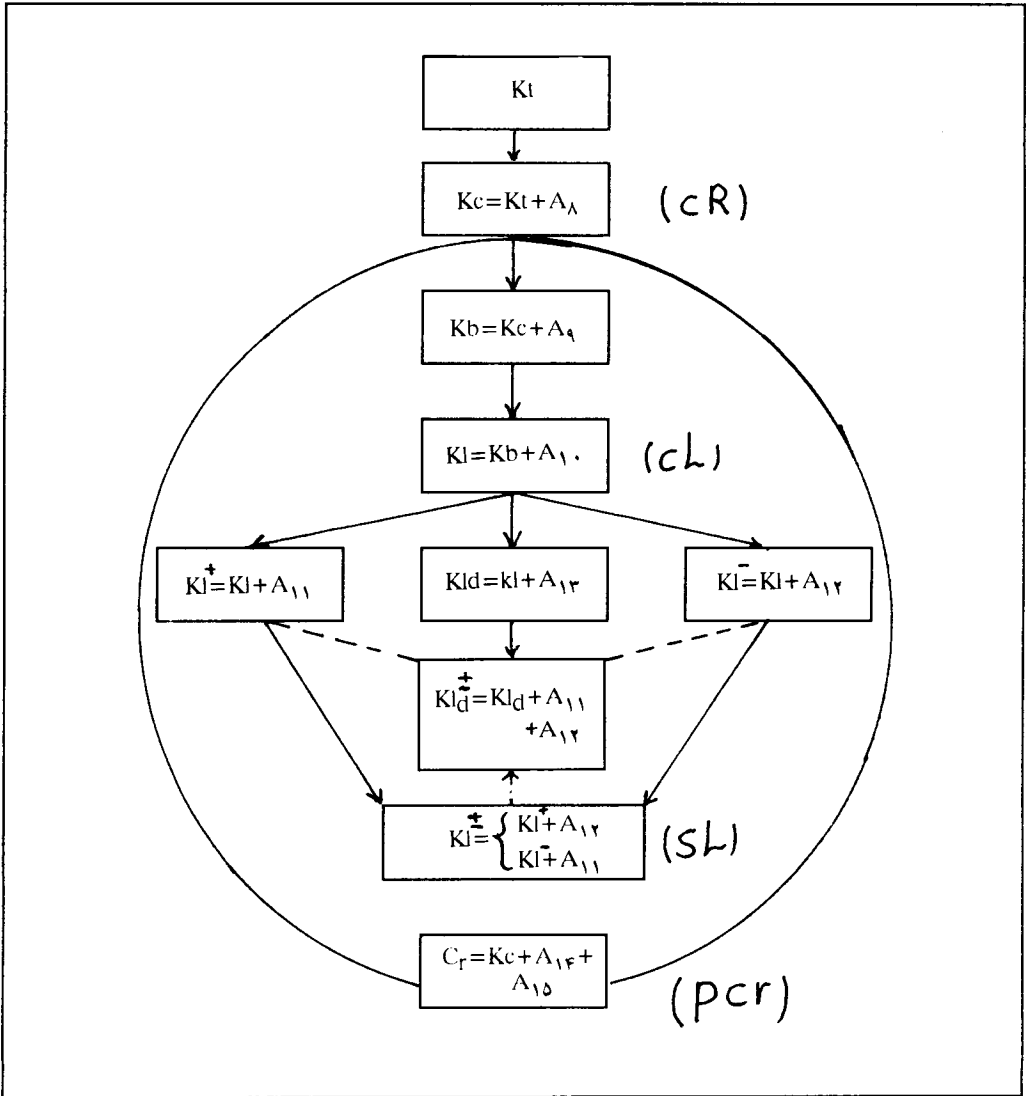 Kt
Kc=Kt+A۸ (cR)
Kb=Kc+A۹
Kl=Kb+A۱۰ (cL)
Kl⁺=Kl+A۱۱
Kld=kl+A۱۳
Kl⁻=Kl+A۱۲
Kld±=Kld+A۱۱
+A۱۲
Kl±={Kl⁺+A۱۲
Kl⁻+A۱۱
(SL)
Cr=Kc+A۱۴+
A۱۵
(pcr)